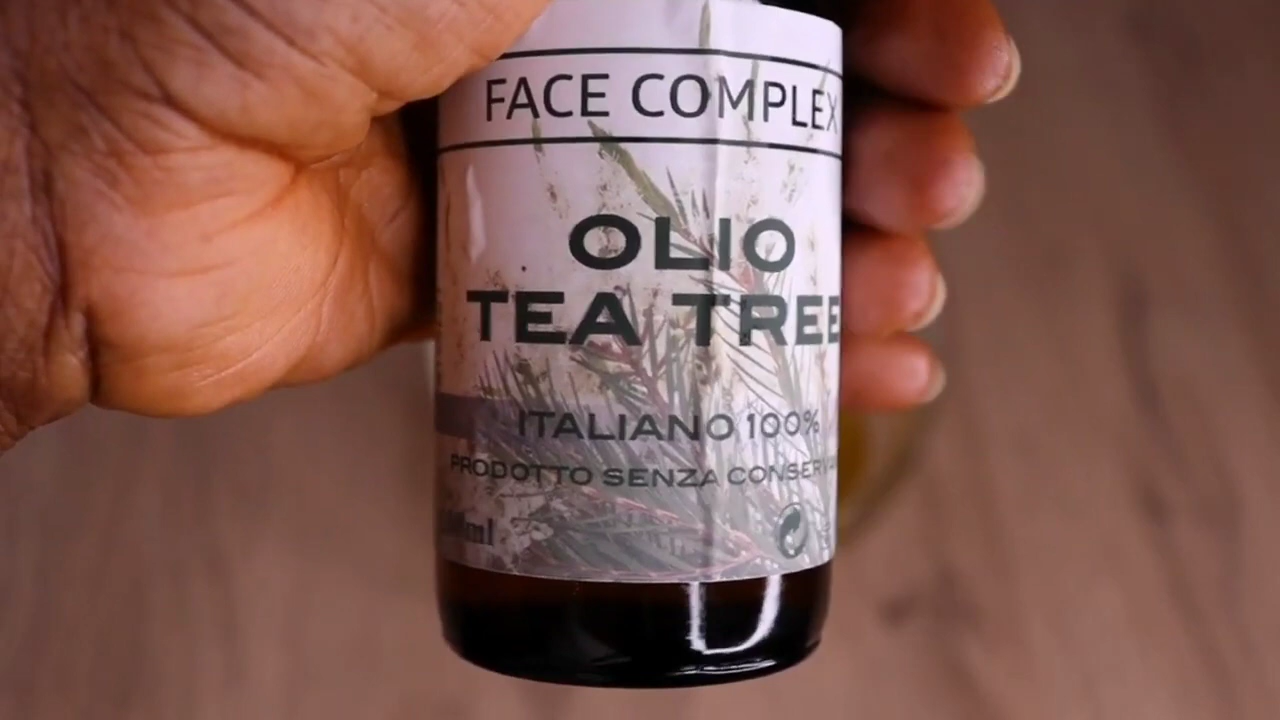 FACE COMPLEX
OLIO
TEA TREE
ITALIANO 100%
PRODOTTO SENZA